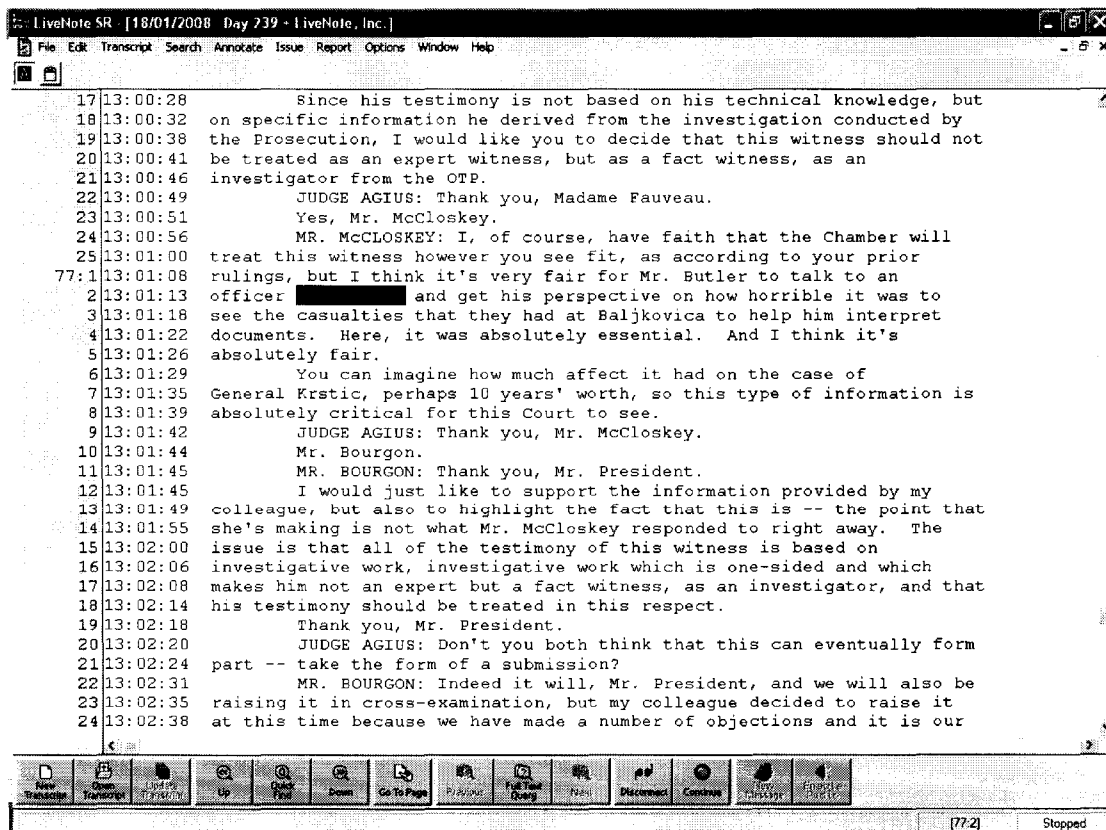 LiveNote SR - [18/01/2008 Day 239 - LiveNote, Inc.]
File Edit Transcript Search Annotate Issue Report Options Window Help
17 13:00:28 Since his testimony is not based on his technical knowledge, but
18 13:00:32 on specific information he derived from the investigation conducted by
19 13:00:38 the Prosecution, I would like you to decide that this witness should not
20 13:00:41 be treated as an expert witness, but as a fact witness, as an
21 13:00:46 investigator from the OTP.
22 13:00:49 JUDGE AGIUS: Thank you, Madame Fauveau.
23 13:00:51 Yes, Mr. McCloskey.
24 13:00:56 MR. McCLOSKEY: I, of course, have faith that the Chamber will
25 13:01:00 treat this witness however you see fit, as according to your prior
77:1 13:01:08 rulings, but I think it's very fair for Mr. Butler to talk to an
2 13:01:13 officer and get his perspective on how horrible it was to
3 13:01:18 see the casualties that they had at Baljkovica to help him interpret
4 13:01:22 documents. Here, it was absolutely essential. And I think it's
5 13:01:26 absolutely fair.
6 13:01:29 You can imagine how much affect it had on the case of
7 13:01:35 General Krstic, perhaps 10 years' worth, so this type of information is
8 13:01:39 absolutely critical for this Court to see.
9 13:01:42 JUDGE AGIUS: Thank you, Mr. McCloskey.
10 13:01:44 Mr. Bourgon.
11 13:01:45 MR. BOURGON: Thank you, Mr. President.
12 13:01:45 I would just like to support the information provided by my
13 13:01:49 colleague, but also to highlight the fact that this is -- the point that
14 13:01:55 she's making is not what Mr. McCloskey responded to right away. The
15 13:02:00 issue is that all of the testimony of this witness is based on
16 13:02:06 investigative work, investigative work which is one-sided and which
17 13:02:08 makes him not an expert but a fact witness, as an investigator, and that
18 13:02:14 his testimony should be treated in this respect.
19 13:02:18 Thank you, Mr. President.
20 13:02:20 JUDGE AGIUS: Don't you both think that this can eventually form
21 13:02:24 part -- take the form of a submission?
22 13:02:31 MR. BOURGON: Indeed it will, Mr. President, and we will also be
23 13:02:35 raising it in cross-examination, but my colleague decided to raise it
24 13:02:38 at this time because we have made a number of objections and it is our
New Transcript Open Transcript Update Transcript Up Quick Find Down Go To Page Previous Full Text Query Next Disconnect Continue
[77:2] Stopped